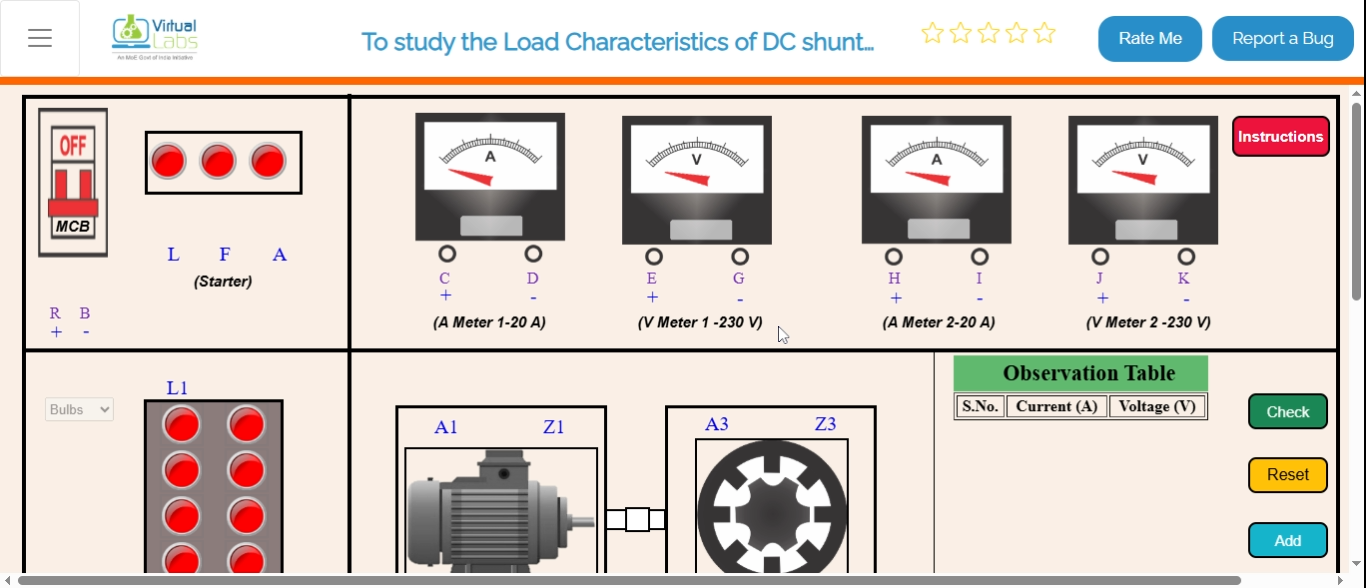 Virtual
Labs
An MoE Govt of India Initiative
To study the Load Characteristics of DC shunt...
Rate Me
Report a Bug
OFF
MCB
L F A
(Starter)
R B
+ -
A
V
A
V
Instructions
C D
+ -
(A Meter 1-20 A)
E G
+ -
(V Meter 1 -230 V)
H I
+ -
(A Meter 2-20 A)
J K
+ -
(V Meter 2 -230 V)
Bulbs
L1
A1 Z1
A3 Z3
Observation Table
S.No. Current (A) Voltage (V)
Check
Reset
Add